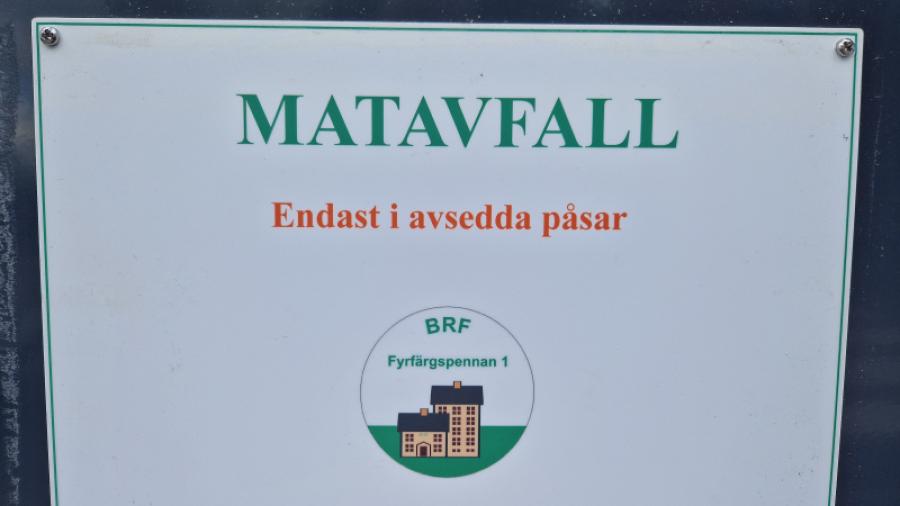 MATAVFALL
Endast i avsedda påsar
BRF
Fyrfärgspennan 1